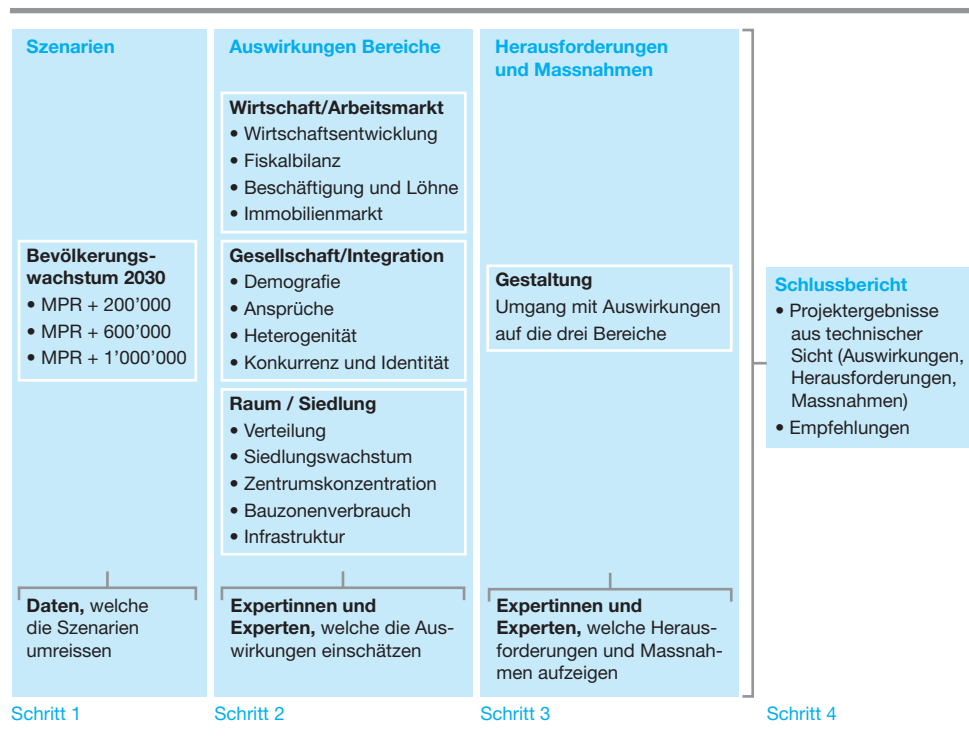 Szenarien
Bevölkerungs-
wachstum 2030
• MPR + 200’000
• MPR + 600’000
• MPR + 1’000’000
Daten, welche
die Szenarien
umreissen
Schritt 1
Auswirkungen Bereiche
Wirtschaft/Arbeitsmarkt
• Wirtschaftsentwicklung
• Fiskalbilanz
• Beschäftigung und Löhne
• Immobilienmarkt
Gesellschaft/Integration
• Demografie
• Ansprüche
• Heterogenität
• Konkurrenz und Identität
Raum / Siedlung
• Verteilung
• Siedlungswachstum
• Zentrumskonzentration
• Bauzonenverbrauch
• Infrastruktur
Expertinnen und
Experten, welche die Aus-
wirkungen einschätzen
Schritt 2
Herausforderungen
und Massnahmen
Gestaltung
Umgang mit Auswirkungen
auf die drei Bereiche
Expertinnen und
Experten, welche Heraus-
forderungen und Massnah-
men aufzeigen
Schritt 3
Schlussbericht
• Projektergebnisse
aus technischer
Sicht (Auswirkungen,
Herausforderungen,
Massnahmen)
• Empfehlungen
Schritt 4